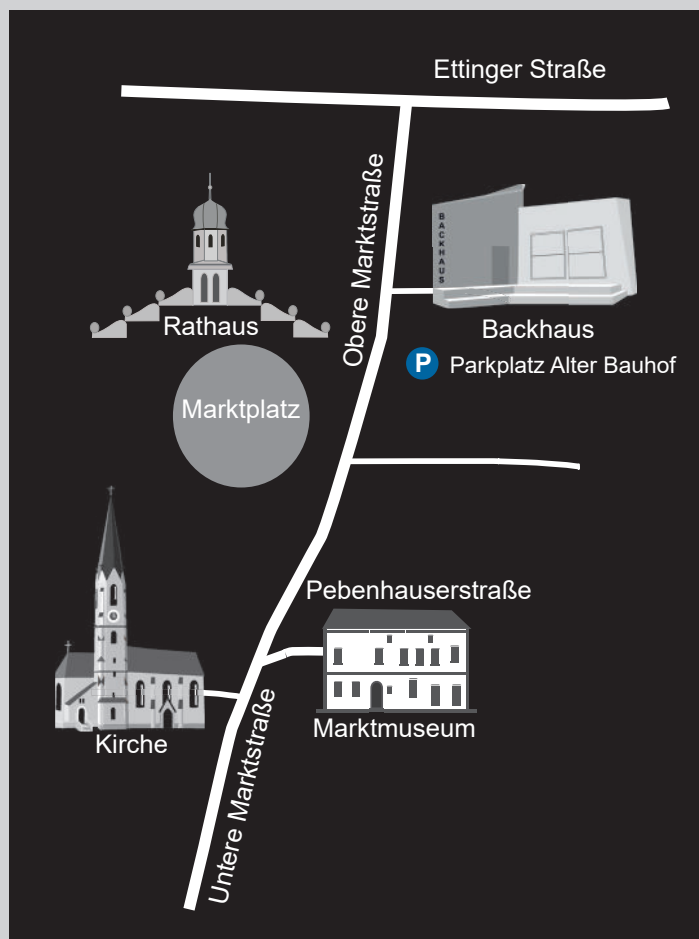 Ettinger Straße
Obere Marktstraße
BACKHAUS
Rathaus
Backhaus
P Parkplatz Alter Bauhof
Marktplatz
Pebenhauserstraße
Marktmuseum
Kirche
Untere Marktstraße